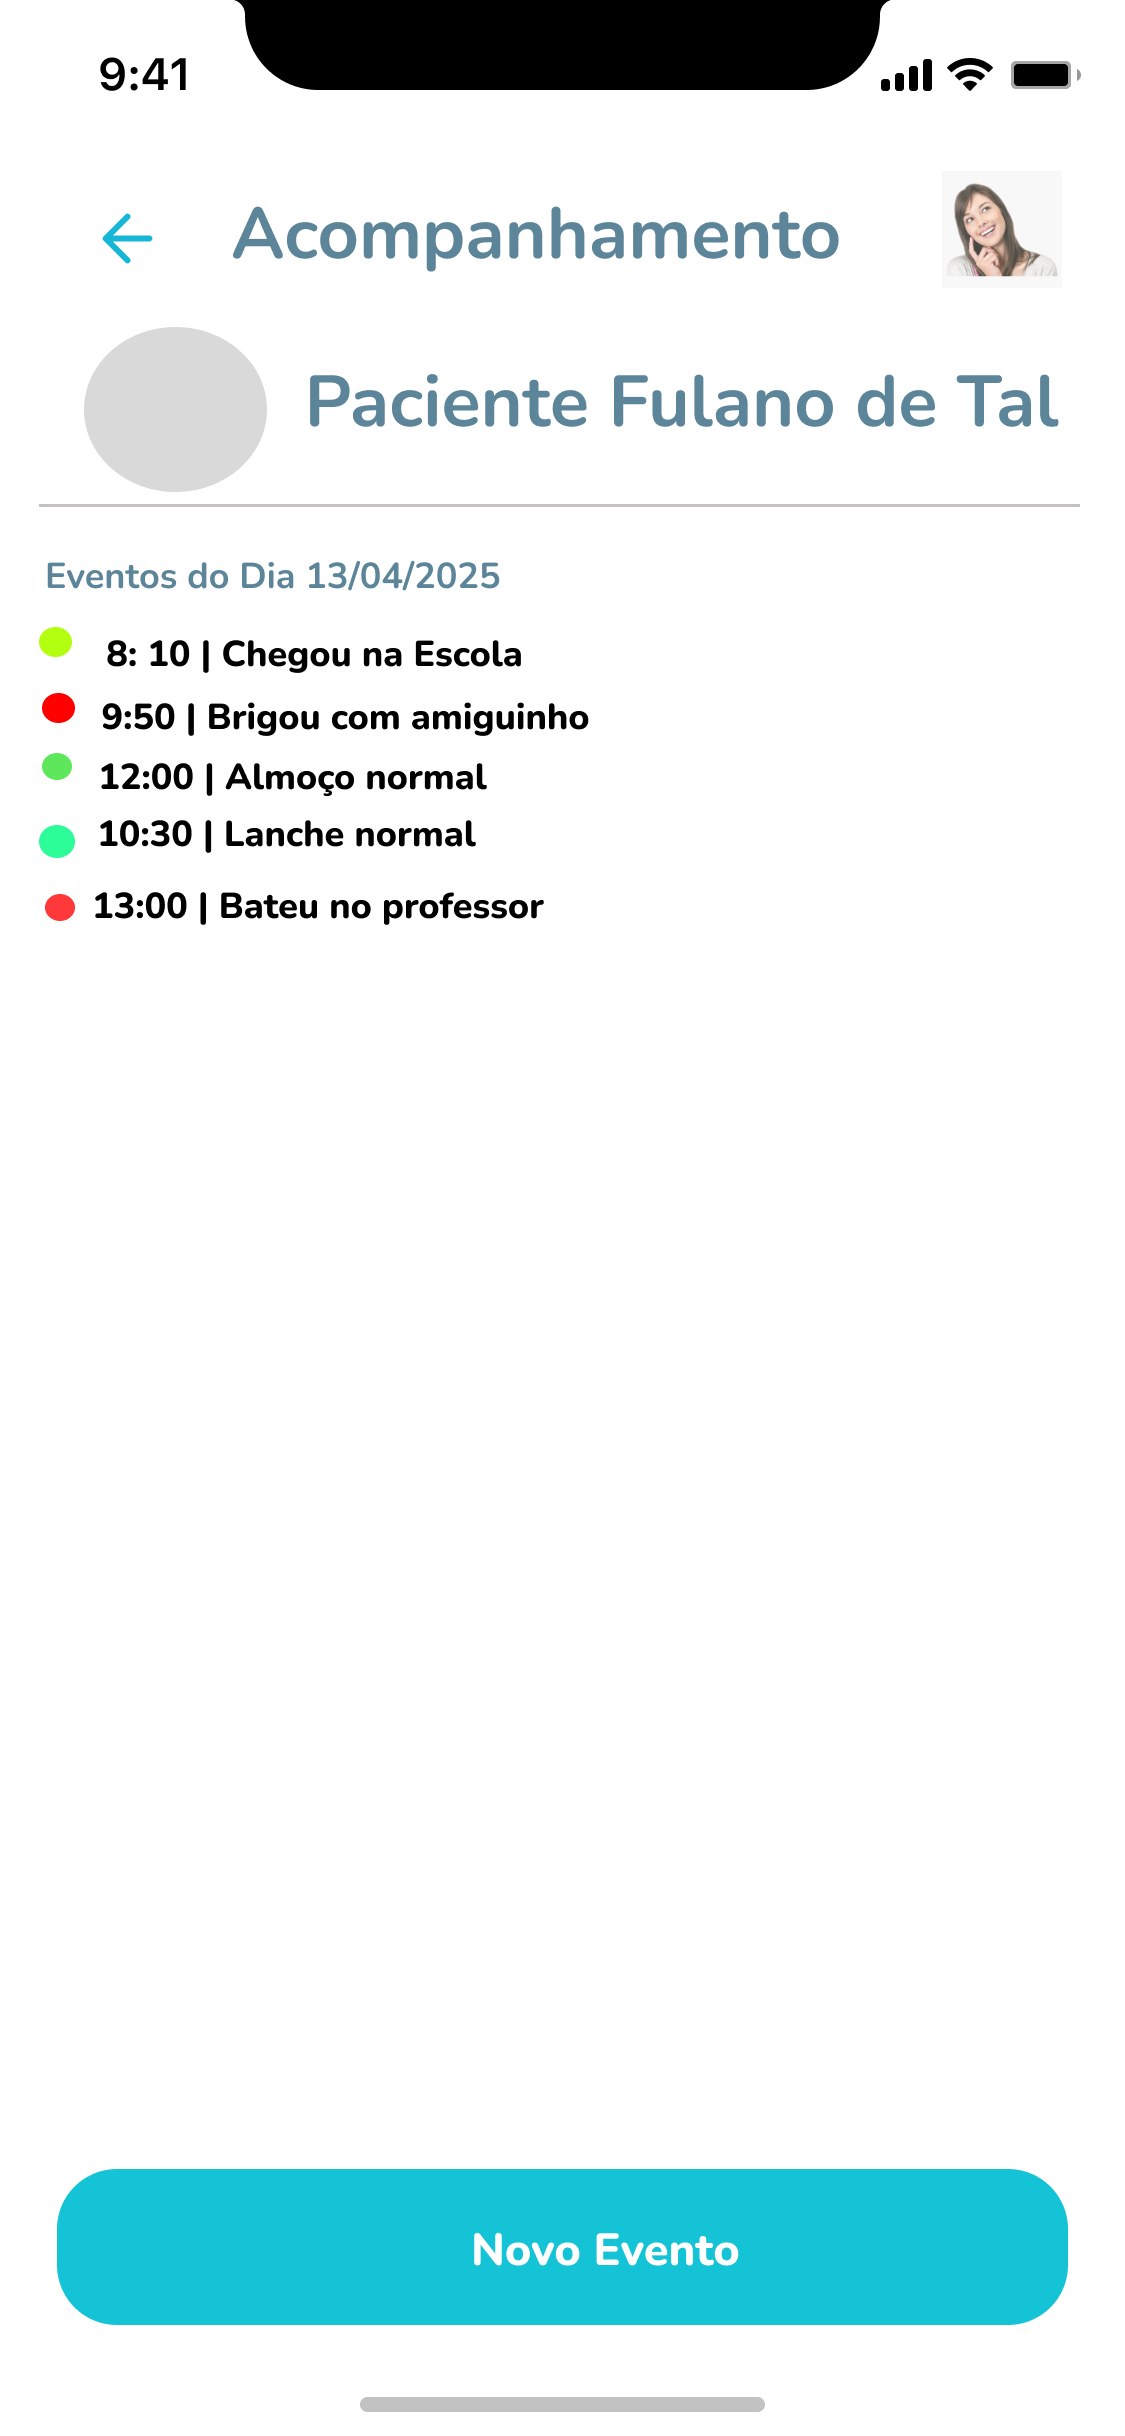 9:41
Acompanhamento
Paciente Fulano de Tal
Eventos do Dia 13/04/2025
8: 10 | Chegou na Escola
9:50 | Brigou com amiguinho
12:00 | Almoço normal
10:30 | Lanche normal
13:00 | Bateu no professor
Novo Evento